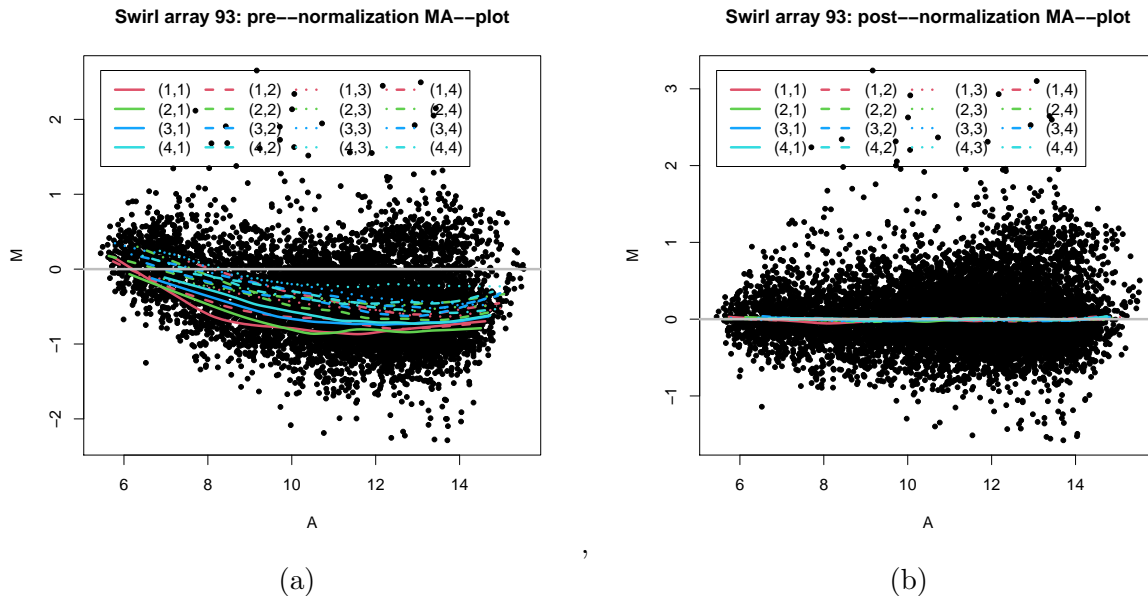 Swirl array 93: pre−−normalization MA−−plot
(1,1) (1,2) (1,3) (1,4)
(2,1) (2,2) (2,3) (2,4)
(3,1) (3,2) (3,3) (3,4)
(4,1) (4,2) (4,3) (4,4)
2
1
0
−1
−2
M
6 8 10 12 14
A
(a)
,
Swirl array 93: post−−normalization MA−−plot
(1,1) (1,2) (1,3) (1,4)
(2,1) (2,2) (2,3) (2,4)
(3,1) (3,2) (3,3) (3,4)
(4,1) (4,2) (4,3) (4,4)
3
2
1
0
−1
M
6 8 10 12 14
A
(b)